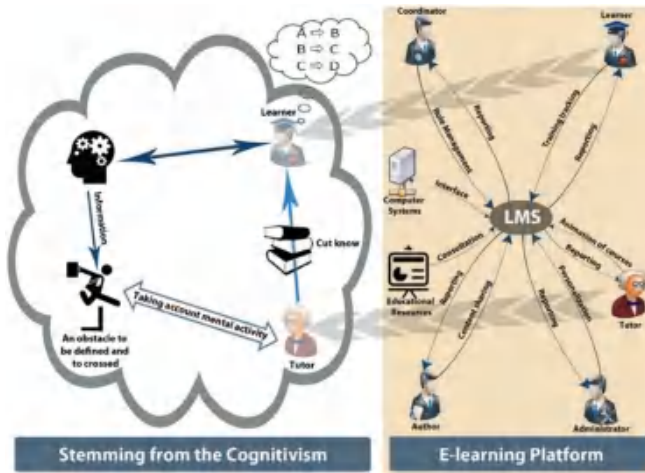 A ⇨ B
B ⇨ C
C ⇨ D
Learner
Information
Cut know
Taking account mental activity
An obstacle to
be defined and
to crossed
Tutor
Stemming from the Cognitivism
Coordinator
Learner
Reporting
Role Management
Training tracking
Reporting
Computer
Systems
Interface
LMS
Consultation
Animation of courses
Reporting
Educational
Resources
Tutor
Reporting
Content sharing
Reporting
Personalization
Author
Administrator
E-learning Platform